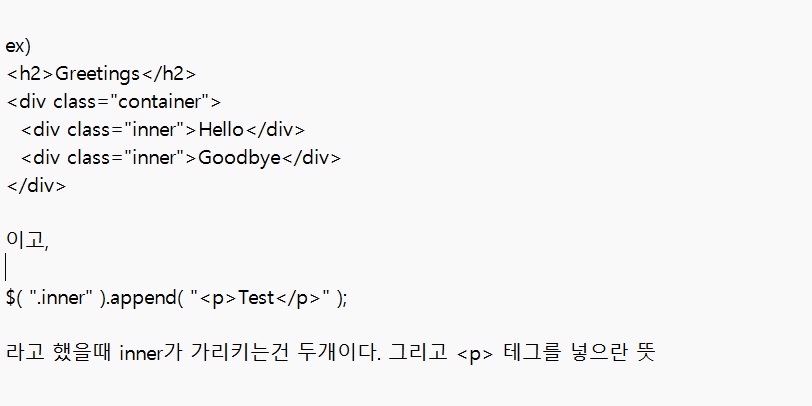 ex)
<h2>Greetings</h2>
<div class="container">
  <div class="inner">Hello</div>
  <div class="inner">Goodbye</div>
</div>
이고,
$( ".inner" ).append( "<p>Test</p>" );
라고 했을때 inner가 가리키는건 두개이다. 그리고 <p> 테그를 넣으란 뜻